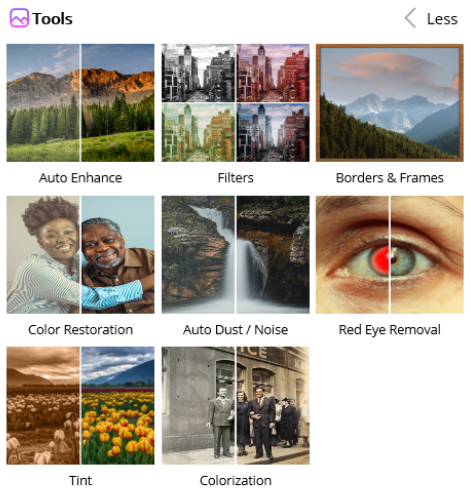 Tools
Less
Auto Enhance
Filters
Borders & Frames
Color Restoration
Auto Dust / Noise
Red Eye Removal
Tint
Colorization